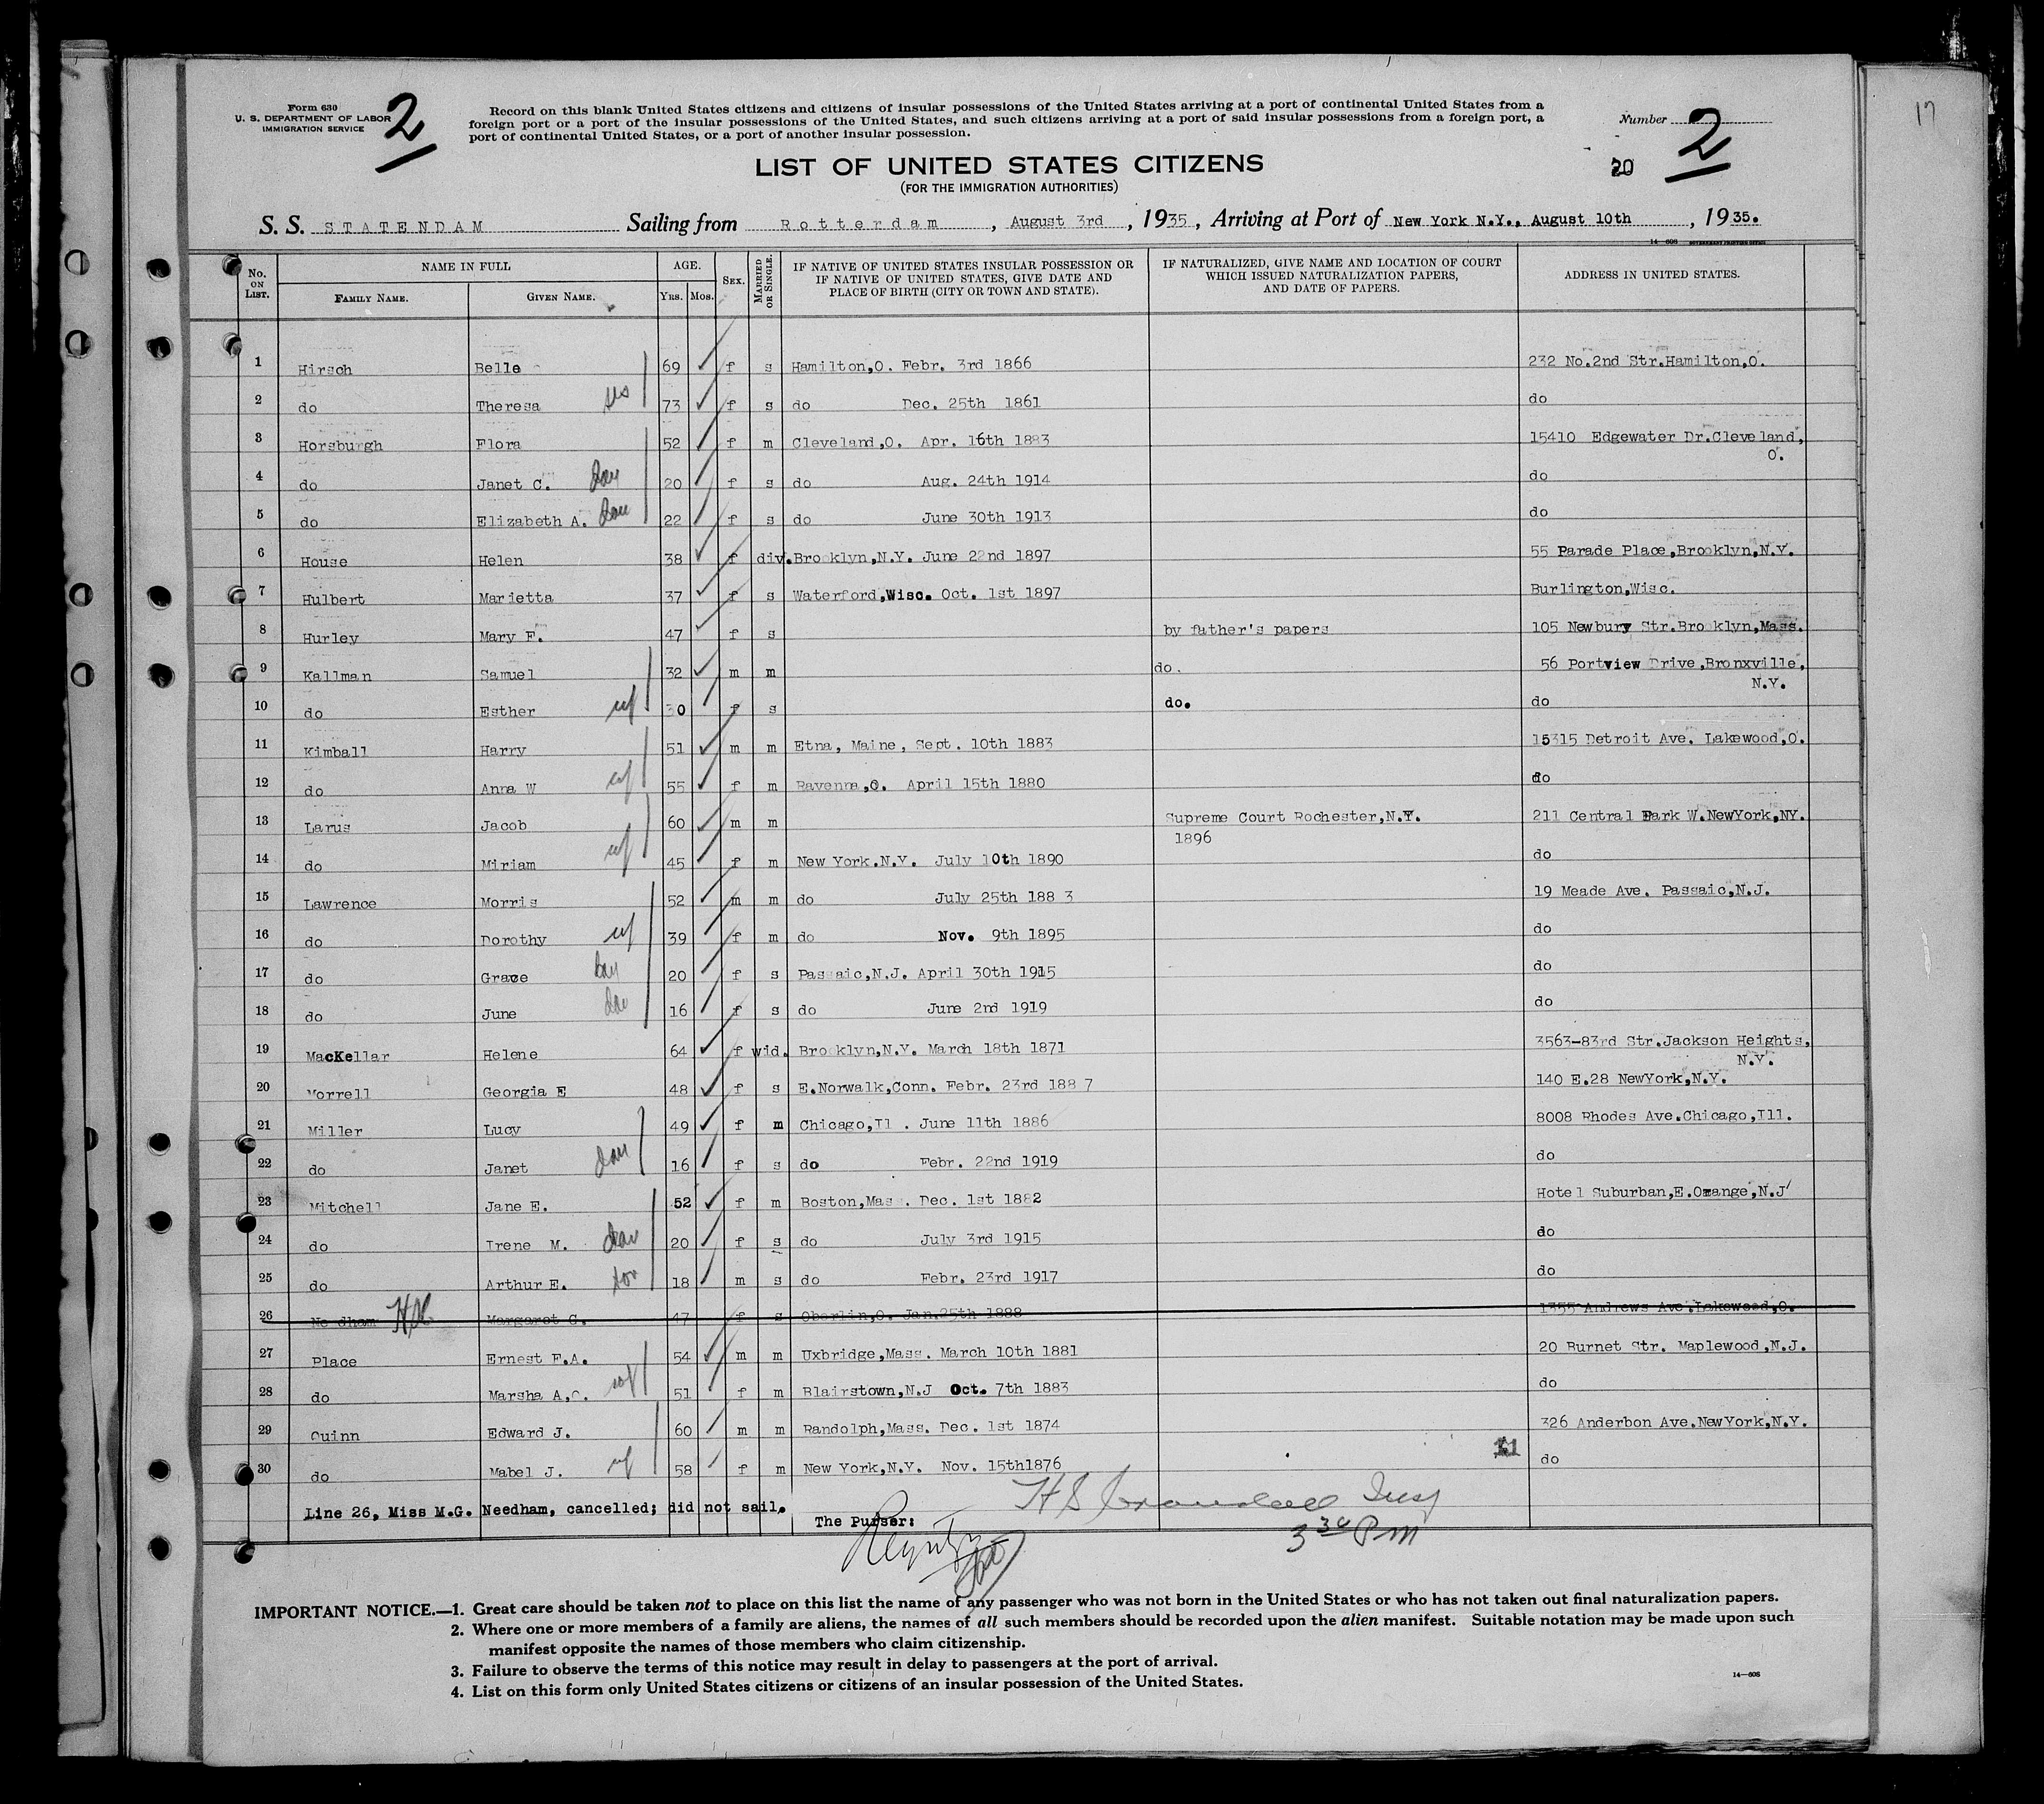 17
Form 630
U. S. DEPARTMENT OF LABOR
IMMIGRATION SERVICE
2
Record on this blank United States citizens and citizens of insular possessions of the United States arriving at a port of continental United States from a
foreign port or a port of the insular possessions of the United States, and such citizens arriving at a port of said insular possessions from a foreign port, a
port of continental United States, or a port of another insular possession.
Number 2
20
LIST OF UNITED STATES CITIZENS
(FOR THE IMMIGRATION AUTHORITIES)
S. S. STATENDAM Sailing from Rotterdam, August 3rd, 1935, Arriving at Port of New York N.Y., August 10th, 1935.
No. ON LIST. NAME IN FULL FAMILY NAME. GIVEN NAME. AGE. YRS. MOS. SEX. MARRIED OR SINGLE. IF NATIVE OF UNITED STATES INSULAR POSSESSION OR IF NATIVE OF UNITED STATES, GIVE DATE AND PLACE OF BIRTH (CITY OR TOWN AND STATE). IF NATURALIZED, GIVE NAME AND LOCATION OF COURT WHICH ISSUED NATURALIZATION PAPERS, AND DATE OF PAPERS. ADDRESS IN UNITED STATES.
1 Hirsch Belle 69 f s Hamilton,O. Febr. 3rd 1866 232 No.2nd Str.Hamilton,O.
2 do Theresa sis 73 f s do Dec. 25th 1861 do
3 Horsburgh Flora 52 f m Cleveland,O. Apr. 16th 1883 15410 Edgewater Dr.Cleveland, O.
4 do Janet C. dau 20 f s do Aug. 24th 1914 do
5 do Elizabeth A. dau 22 f s do June 30th 1913 do
6 House Helen 38 f div. Brooklyn,N.Y. June 22nd 1897 55 Parade Place,Brooklyn,N.Y.
7 Hulbert Marietta 37 f s Waterford,Wisc. Oct. 1st 1897 Burlington,Wisc.
8 Hurley Mary F. 47 f s by father's papers 105 Newbury Str.Brooklyn,Mass.
9 Kallman Samuel 32 m m do. 56 Portview Drive,Bronxville, N.Y.
10 do Esther wf 30 f s do. do
11 Kimball Harry 51 m m Etna, Maine, Sept. 10th 1883 15315 Detroit Ave. Lakewood,O.
12 do Anna W wf 55 f m Ravenna,O. April 15th 1880 do
13 Larus Jacob 60 m m Supreme Court Rochester,N.Y. 1896 211 Central Park W.NewYork,NY.
14 do Miriam wf 45 f m New York.N.Y. July 10th 1890 do
15 Lawrence Morris 52 m m do July 25th 188 3 19 Meade Ave. Passaic,N.J.
16 do Dorothy wf 39 f m do Nov. 9th 1895 do
17 do Grace dau 20 f s Passaic,N.J. April 30th 1915 do
18 do June dau 16 f s do June 2nd 1919 do
19 MacKellar Helene 64 f wid. Brooklyn,N.Y. March 18th 1871 3563-83rd Str.Jackson Heights, N.Y.
20 Morrell Georgia E 48 f s E.Norwalk,Conn. Febr. 23rd 188 7 140 E.28 NewYork,N.Y.
21 Miller Lucy 49 f m Chicago,Il . June 11th 1886 8008 Rhodes Ave.Chicago,Ill.
22 do Janet dau 16 f s do Febr. 22nd 1919 do
23 Mitchell Jane E. 52 f m Boston,Mas . Dec. 1st 1882 Hotel Suburban,E.Orange,N.J
24 do Irene M. dau 20 f s do July 3rd 1915 do
25 do Arthur E. son 18 m s do Febr. 23rd 1917 do
26 Ne dham Margaret G. 47 f s Oberlin,O. Jan.25th 1888 1355 Andrews Ave.Lakewood,O.
27 Place Ernest F.A. 54 m m Uxbridge,Mass. March 10th 1881 20 Burnet Str. Maplewood,N.J.
28 do Marsha A.C. wf 51 f m Blairstown,N.J Oct. 7th 1883 do
29 Quinn Edward J. 60 m m Randolph,Mass. Dec. 1st 1874 326 Anderbon Ave.NewYork,N.Y.
30 do Mabel J. wf 58 f m New York,N.Y. Nov. 15th1876 do
Line 26, Miss M.G. Needham, cancelled; did not sail.
The Purser:
3 30 P m
IMPORTANT NOTICE.—1. Great care should be taken not to place on this list the name of any passenger who was not born in the United States or who has not taken out final naturalization papers.
2. Where one or more members of a family are aliens, the names of all such members should be recorded upon the alien manifest. Suitable notation may be made upon such
manifest opposite the names of those members who claim citizenship.
3. Failure to observe the terms of this notice may result in delay to passengers at the port of arrival.
4. List on this form only United States citizens or citizens of an insular possession of the United States.
14—608